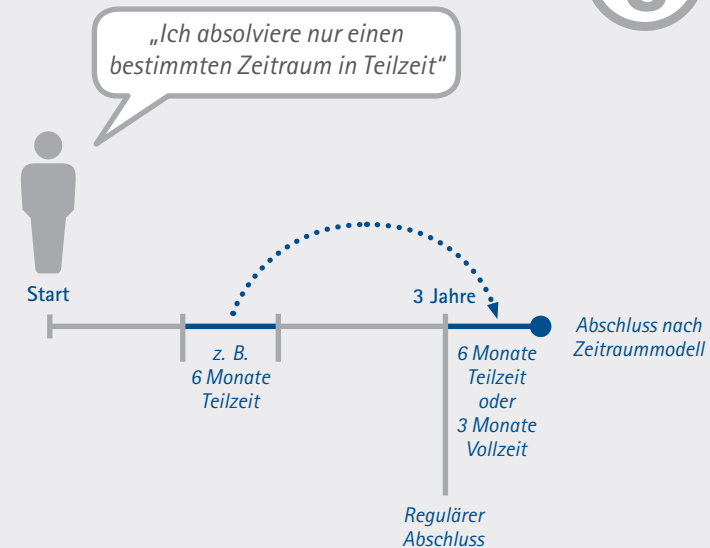 „Ich absolviere nur einen
bestimmten Zeitraum in Teilzeit“
Start
3 Jahre
z. B.
6 Monate
Teilzeit
6 Monate
Teilzeit
oder
3 Monate
Vollzeit
Abschluss nach
Zeitraummodell
Regulärer
Abschluss